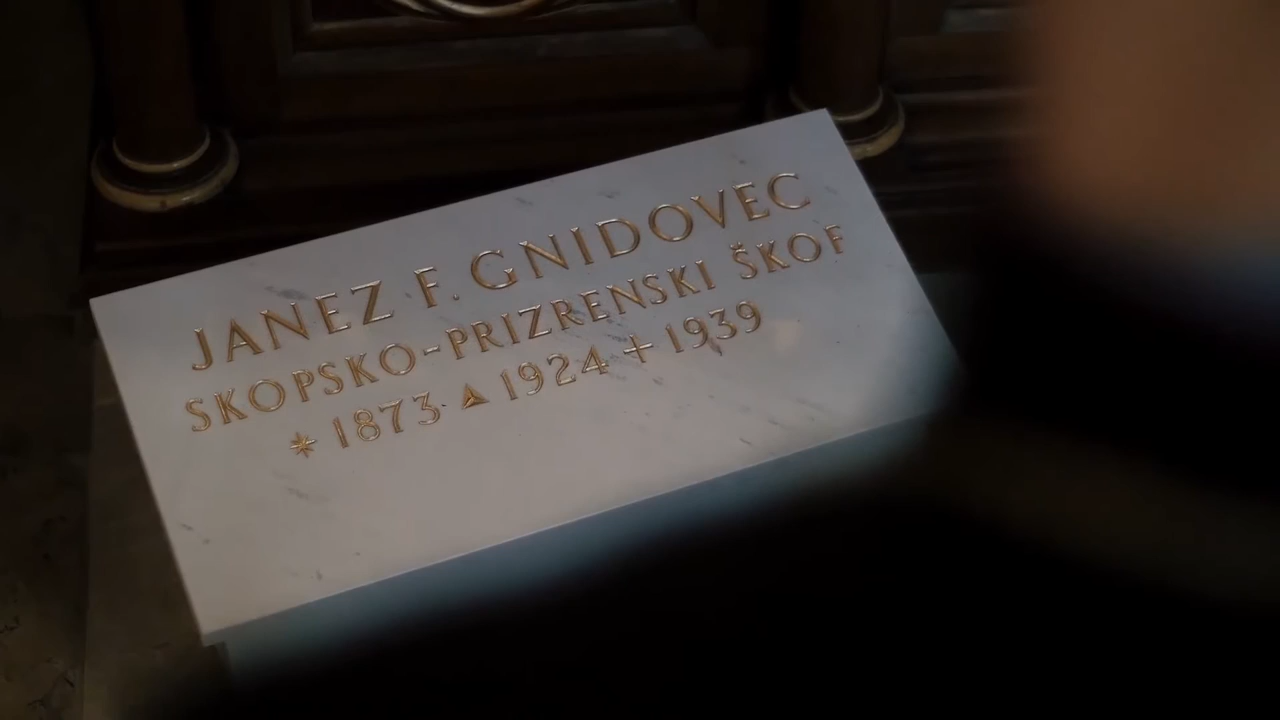 JANEZ F. GNIDOVEC
SKOPSKO-PRIZRENSKI ŠKOF
* 1873 ▲ 1924 + 1939